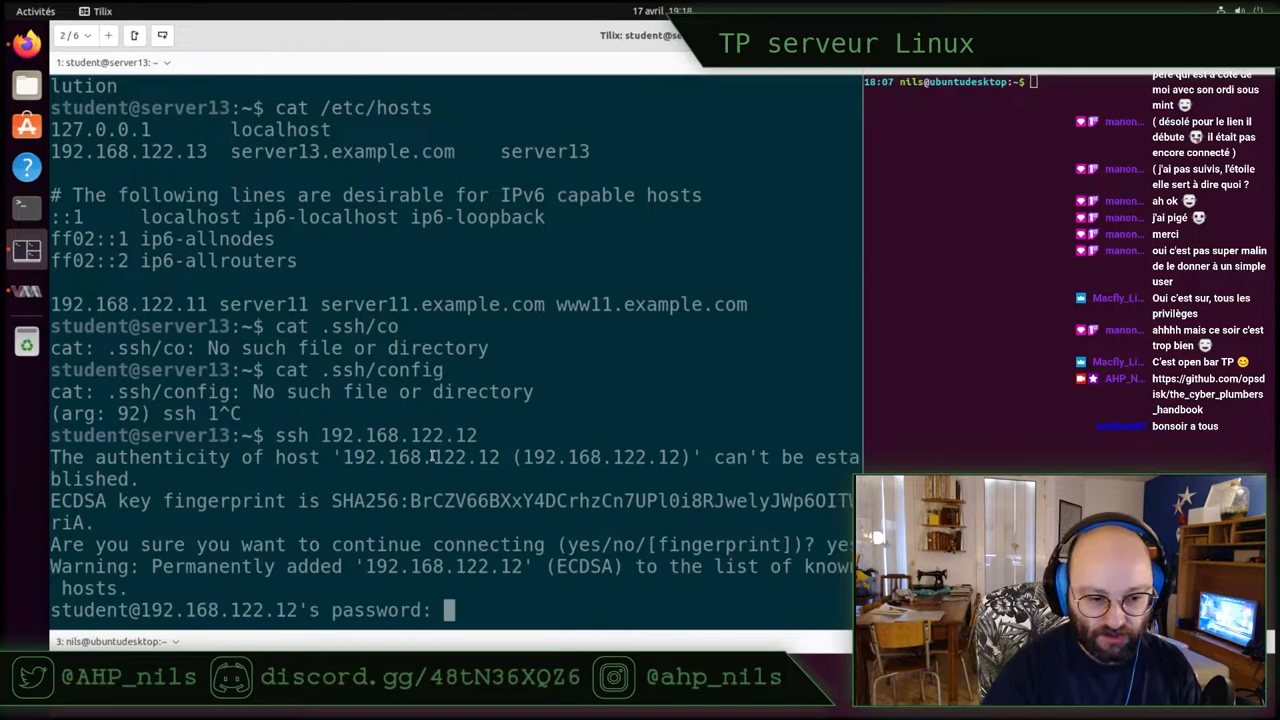 Activités
Tilix
17 avril 19:18
TP serveur Linux
2/6
Tilix: student@se
1: student@server13: ~
lution
student@server13:~$ cat /etc/hosts
127.0.0.1 localhost
192.168.122.13 server13.example.com server13
# The following lines are desirable for IPv6 capable hosts
::1 localhost ip6-localhost ip6-loopback
ff02::1 ip6-allnodes
ff02::2 ip6-allrouters
192.168.122.11 server11 server11.example.com www11.example.com
student@server13:~$ cat .ssh/co
cat: .ssh/co: No such file or directory
student@server13:~$ cat .ssh/config
cat: .ssh/config: No such file or directory
(arg: 92) ssh 1^C
student@server13:~$ ssh 192.168.122.12
The authenticity of host '192.168.122.12 (192.168.122.12)' can't be esta
blished.
ECDSA key fingerprint is SHA256:BrCZV66BXxY4DCrhzCn7UPl0i8RJwelyJWp6OIT
riA.
Are you sure you want to continue connecting (yes/no/[fingerprint])? yes
Warning: Permanently added '192.168.122.12' (ECDSA) to the list of know
hosts.
student@192.168.122.12's password:
3: nils@ubuntudesktop:~
18:07 nils@ubuntudesktop:~$
père qui est a coté de
moi avec son ordi sous
mint
manon...
( désolé pour le lien il
débute il était pas
encore connecté )
manon...
( j'ai pas suivis, l'étoile
elle sert à dire quoi ?
manon... ah ok
manon... j'ai pigé
manon... merci
manon... oui c'est pas super malin
de le donner à un simple
user
Macfly_Li... Oui c'est sur, tous les
privilèges
manon... ahhhh mais ce soir c'est
trop bien
Macfly_Li... C'est open bar TP
AHP_N...
https://github.com/opsd
isk/the_cyber_plumbers
_handbook
bonsoir a tous
@AHP_nils
discord.gg/48tN36XQZ6
@ahp_nils